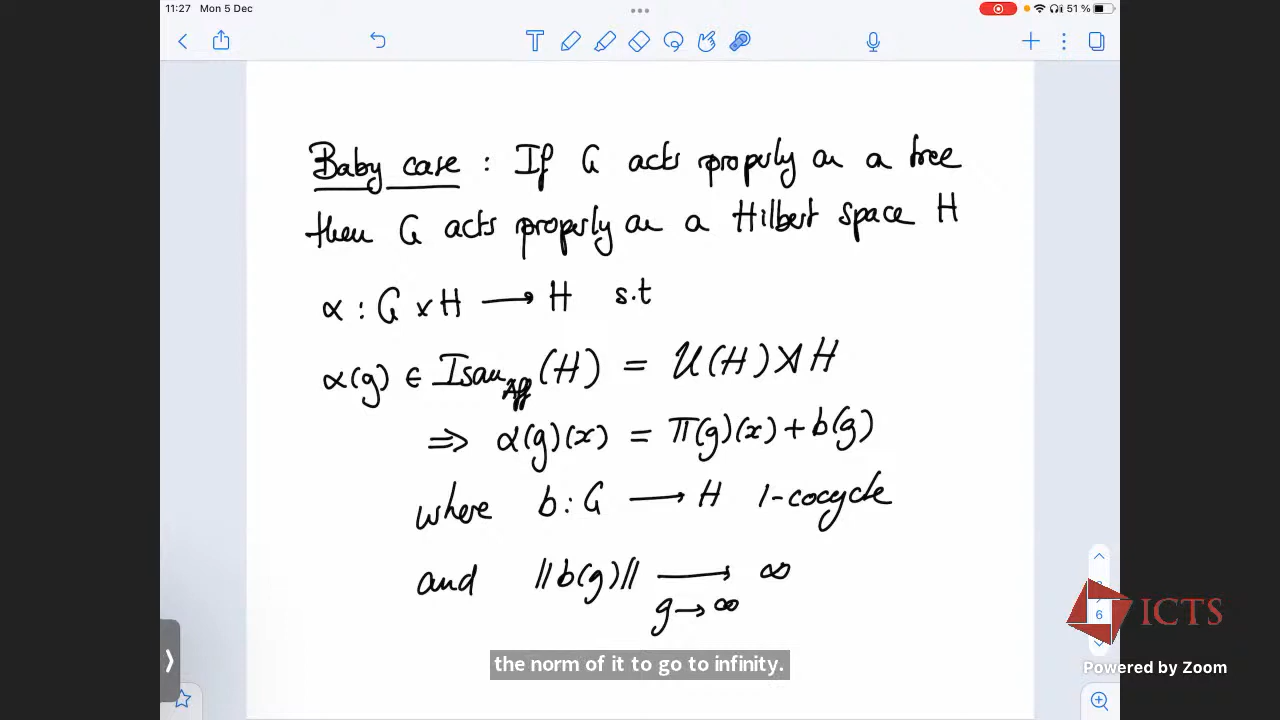 11:27 Mon 5 Dec
51 %
Baby case : If G acts properly on a tree
then G acts properly on a Hilbert space H
α : G × H ⟶ H s.t
α(g) ∈ Isom_Aff (H) = U(H) ⋊ H
⇒ α(g)(x) = π(g)(x) + b(g)
where b : G ⟶ H 1-cocycle
and ||b(g)|| ⟶ ∞
g→∞
6
ICTS
the norm of it to go to infinity.
Powered by Zoom